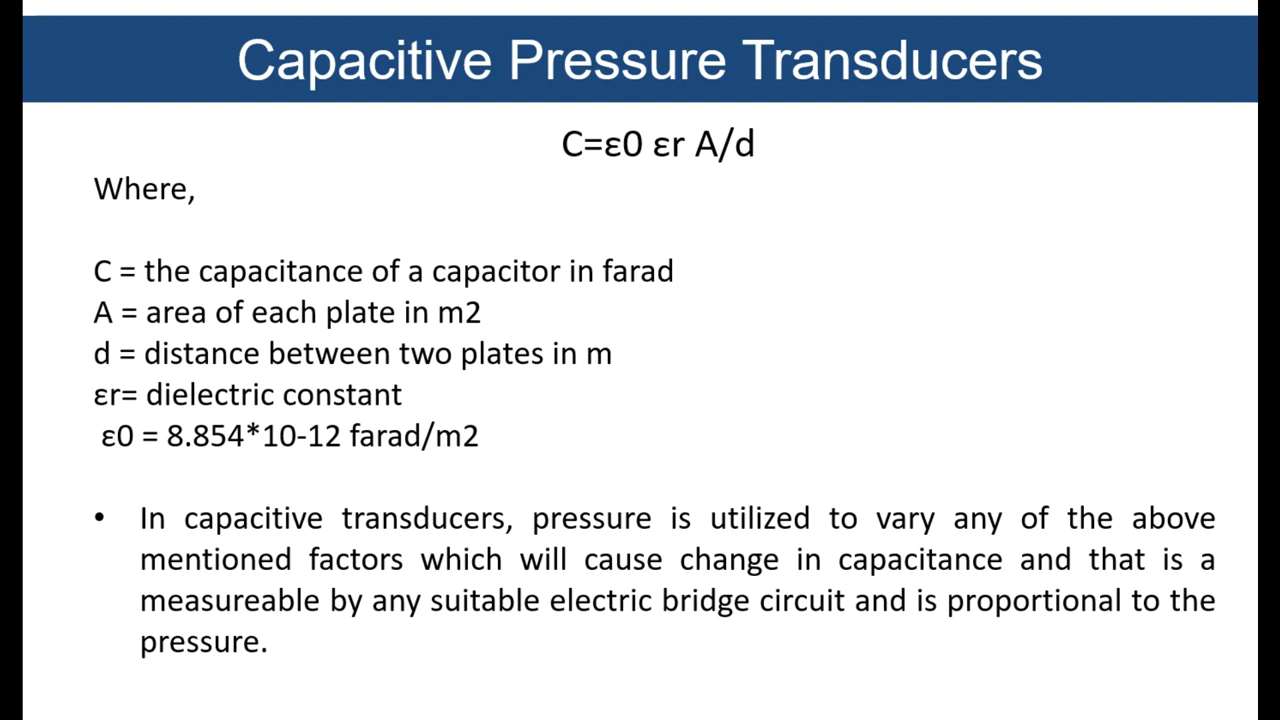 Capacitive Pressure Transducers
C=ε0 εr A/d
Where,
C = the capacitance of a capacitor in farad
A = area of each plate in m2
d = distance between two plates in m
εr= dielectric constant
ε0 = 8.854*10-12 farad/m2
• In capacitive transducers, pressure is utilized to vary any of the above
mentioned factors which will cause change in capacitance and that is a
measureable by any suitable electric bridge circuit and is proportional to the
pressure.